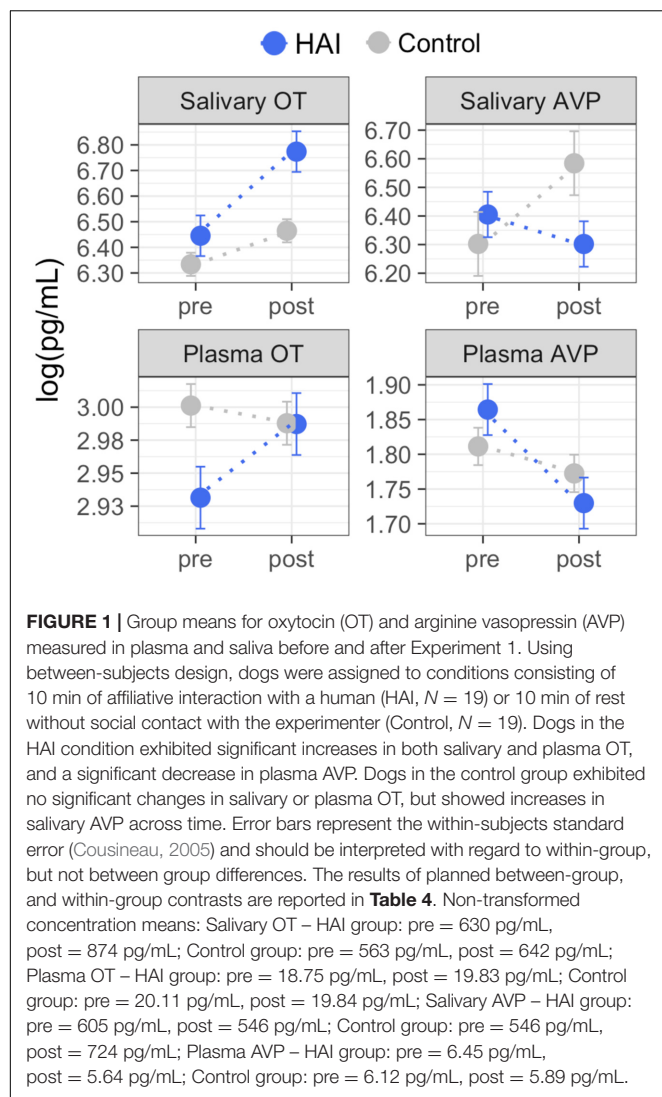 HAI Control
Salivary OT
6.80
6.70
6.60
6.50
6.40
6.30
pre post
Salivary AVP
6.70
6.60
6.50
6.40
6.30
6.20
pre post
log(pg/mL)
Plasma OT
3.00
2.98
2.95
2.93
pre post
Plasma AVP
1.90
1.85
1.80
1.75
1.70
pre post
FIGURE 1 | Group means for oxytocin (OT) and arginine vasopressin (AVP)
measured in plasma and saliva before and after Experiment 1. Using
between-subjects design, dogs were assigned to conditions consisting of
10 min of affiliative interaction with a human (HAI, N = 19) or 10 min of rest
without social contact with the experimenter (Control, N = 19). Dogs in the
HAI condition exhibited significant increases in both salivary and plasma OT,
and a significant decrease in plasma AVP. Dogs in the control group exhibited
no significant changes in salivary or plasma OT, but showed increases in
salivary AVP across time. Error bars represent the within-subjects standard
error (Cousineau, 2005) and should be interpreted with regard to within-group,
but not between group differences. The results of planned between-group,
and within-group contrasts are reported in Table 4. Non-transformed
concentration means: Salivary OT – HAI group: pre = 630 pg/mL,
post = 874 pg/mL; Control group: pre = 563 pg/mL, post = 642 pg/mL;
Plasma OT – HAI group: pre = 18.75 pg/mL, post = 19.83 pg/mL; Control
group: pre = 20.11 pg/mL, post = 19.84 pg/mL; Salivary AVP – HAI group:
pre = 605 pg/mL, post = 546 pg/mL; Control group: pre = 546 pg/mL,
post = 724 pg/mL; Plasma AVP – HAI group: pre = 6.45 pg/mL,
post = 5.64 pg/mL; Control group: pre = 6.12 pg/mL, post = 5.89 pg/mL.